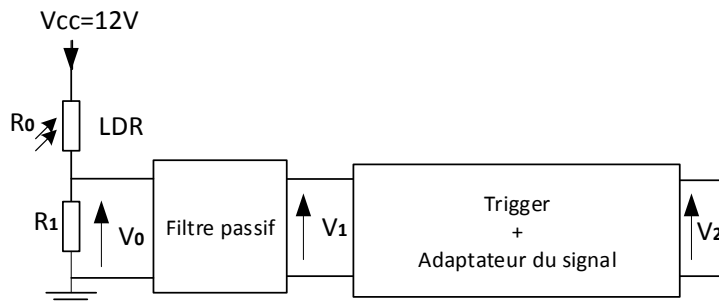 Vcc=12V
R0
LDR
R1
V0
Filtre passif
V1
Trigger
+
Adaptateur du signal
V2